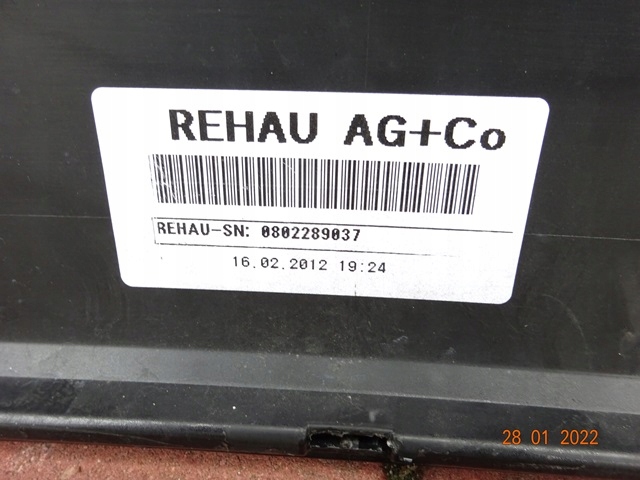 REHAU AG+Co
REHAU-SN: 0802289037
16.02.2012 19:24
28 01 2022